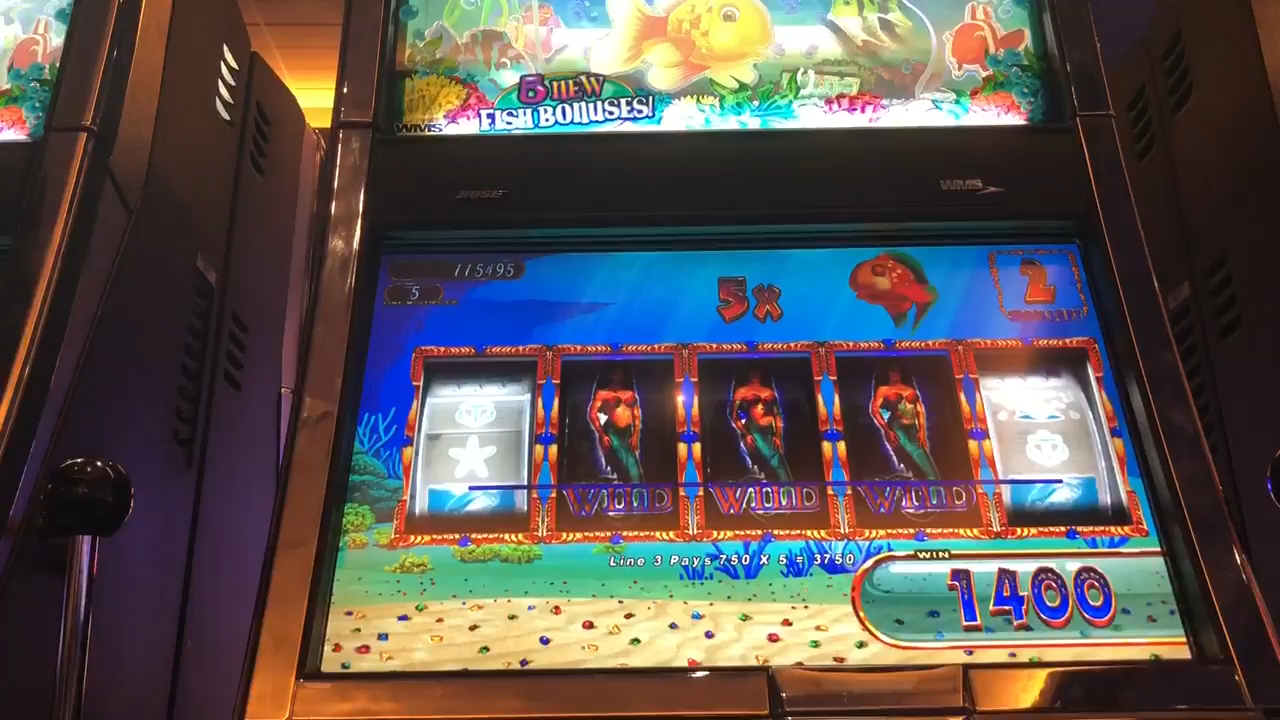 5 NEW
FISH BONUSES!
WMS
BOSE
WMS
115495
5
5x
2
WILD WILD WILD
Line 3 Pays 750 X 5 = 3750
WIN
1400